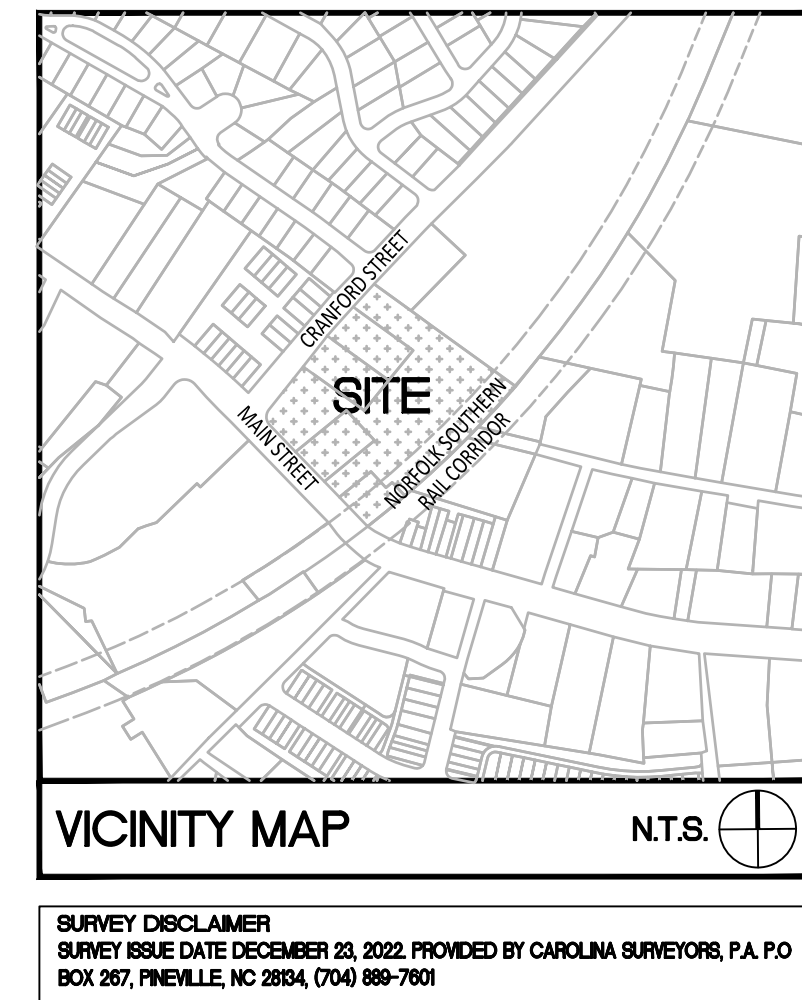 CRANFORD STREET
SITE
MAIN STREET
NORFOLK SOUTHERN
RAIL CORRIDOR
VICINITY MAP
N.T.S.
SURVEY DISCLAIMER
SURVEY ISSUE DATE DECEMBER 23, 2022. PROVIDED BY CAROLINA SURVEYORS, P.A. P.O
BOX 267, PINEVILLE, NC 28134, (704) 889-7601